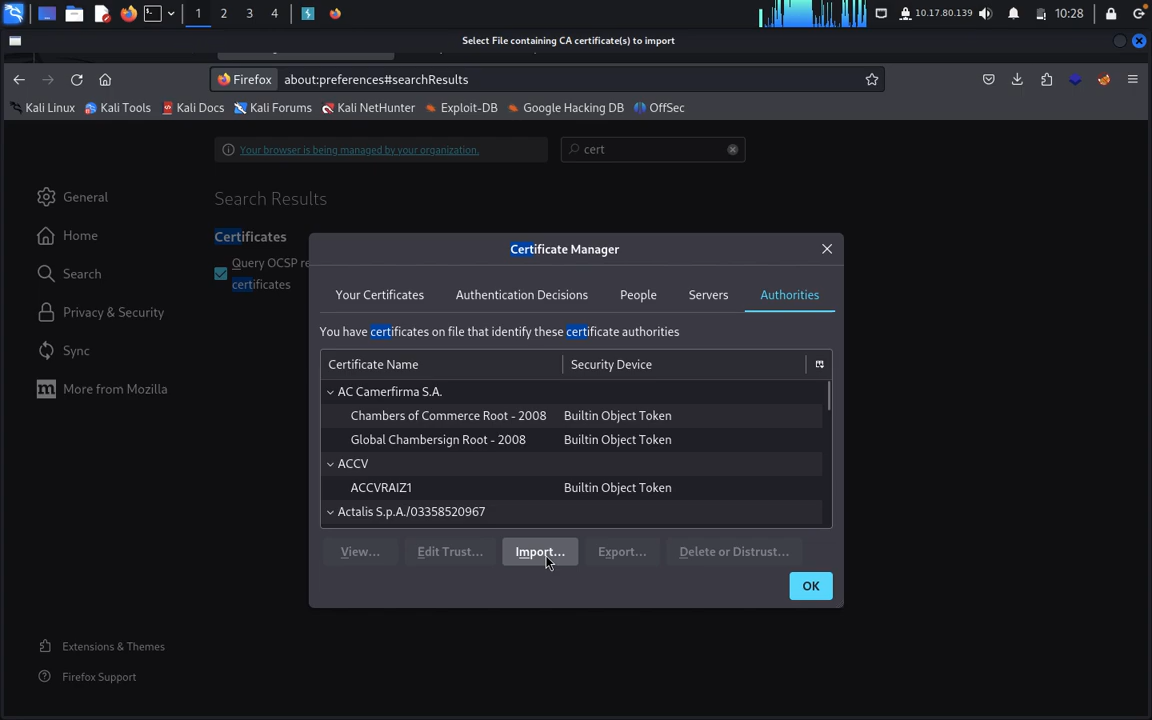 1 2 3 4 10.17.80.139 10:28
Select File containing CA certificate(s) to import
Firefox about:preferences#searchResults
Kali Linux Kali Tools Kali Docs Kali Forums Kali NetHunter Exploit-DB Google Hacking DB OffSec
Your browser is being managed by your organization.
cert
General
Home
Search
Privacy & Security
Sync
More from Mozilla
Extensions & Themes
Firefox Support
Search Results
Certificates
Query OCSP re
certificates
Certificate Manager
Your Certificates Authentication Decisions People Servers Authorities
You have certificates on file that identify these certificate authorities
Certificate Name Security Device
AC Camerfirma S.A.
Chambers of Commerce Root - 2008 Builtin Object Token
Global Chambersign Root - 2008 Builtin Object Token
ACCV
ACCVRAIZ1 Builtin Object Token
Actalis S.p.A./03358520967
View... Edit Trust... Import... Export... Delete or Distrust...
OK